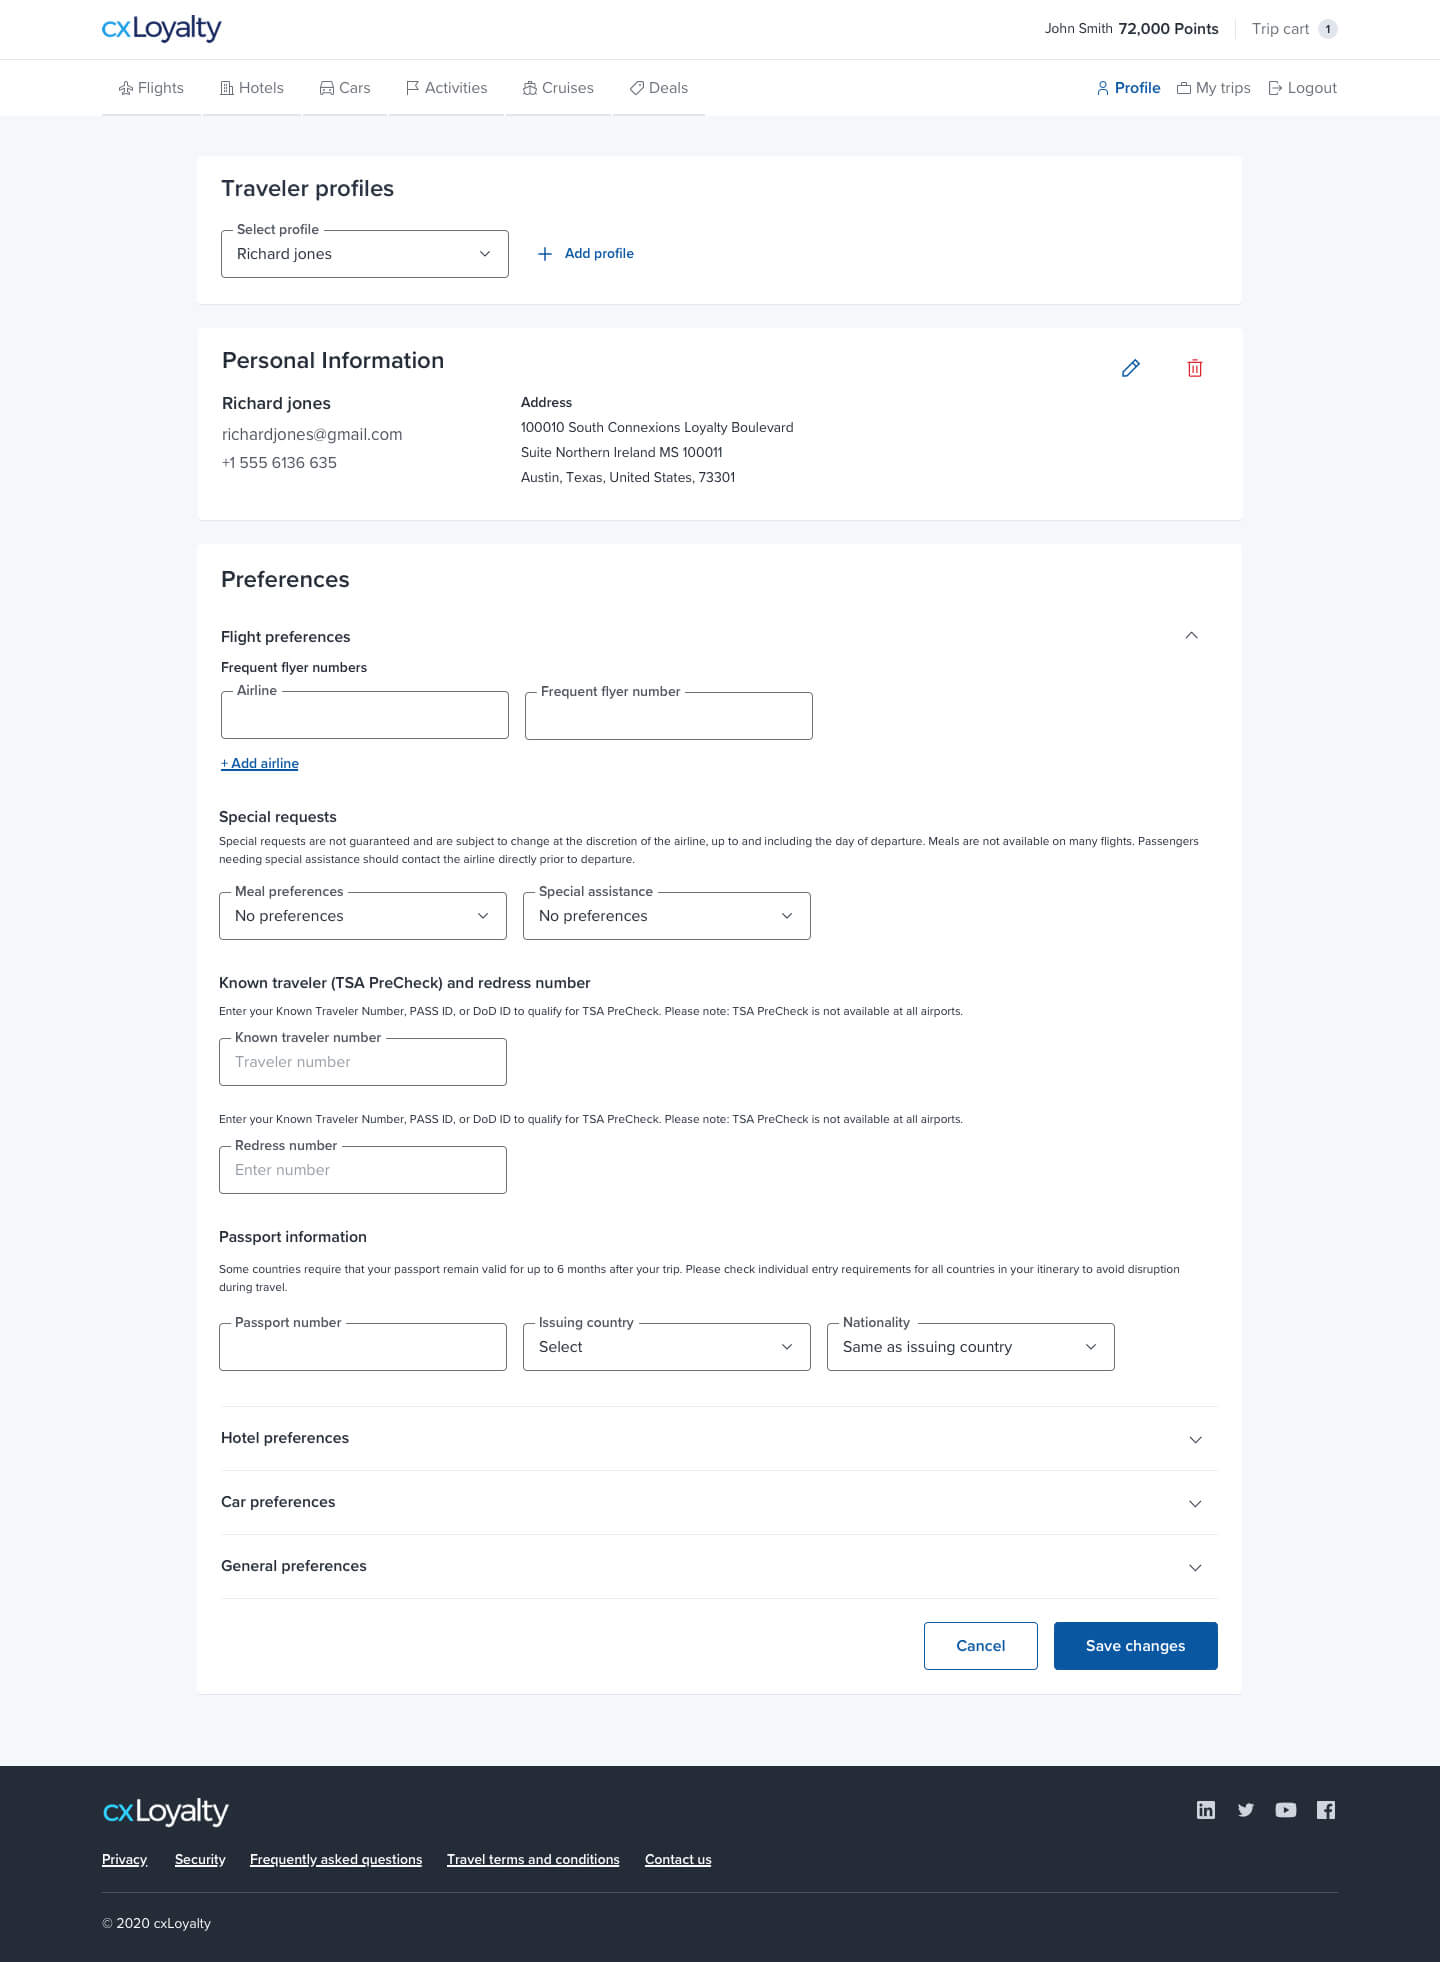 cxLoyalty
John Smith 72,000 Points
Trip cart 1
Flights Hotels Cars Activities Cruises Deals
Profile My trips Logout
Traveler profiles
Select profile
Richard jones
Add profile
Personal Information
Richard jones
richardjones@gmail.com
+1 555 6136 635
Address
100010 South Connexions Loyalty Boulevard
Suite Northern Ireland MS 100011
Austin, Texas, United States, 73301
Preferences
Flight preferences
Frequent flyer numbers
Airline
Frequent flyer number
+ Add airline
Special requests
Special requests are not guaranteed and are subject to change at the discretion of the airline, up to and including the day of departure. Meals are not available on many flights. Passengers
needing special assistance should contact the airline directly prior to departure.
Meal preferences
No preferences
Special assistance
No preferences
Known traveler (TSA PreCheck) and redress number
Enter your Known Traveler Number, PASS ID, or DoD ID to qualify for TSA PreCheck. Please note: TSA PreCheck is not available at all airports.
Known traveler number
Traveler number
Enter your Known Traveler Number, PASS ID, or DoD ID to qualify for TSA PreCheck. Please note: TSA PreCheck is not available at all airports.
Redress number
Enter number
Passport information
Some countries require that your passport remain valid for up to 6 months after your trip. Please check individual entry requirements for all countries in your itinerary to avoid disruption
during travel.
Passport number
Issuing country
Select
Nationality
Same as issuing country
Hotel preferences
Car preferences
General preferences
Cancel
Save changes
cxLoyalty
Privacy Security Frequently asked questions Travel terms and conditions Contact us
© 2020 cxLoyalty